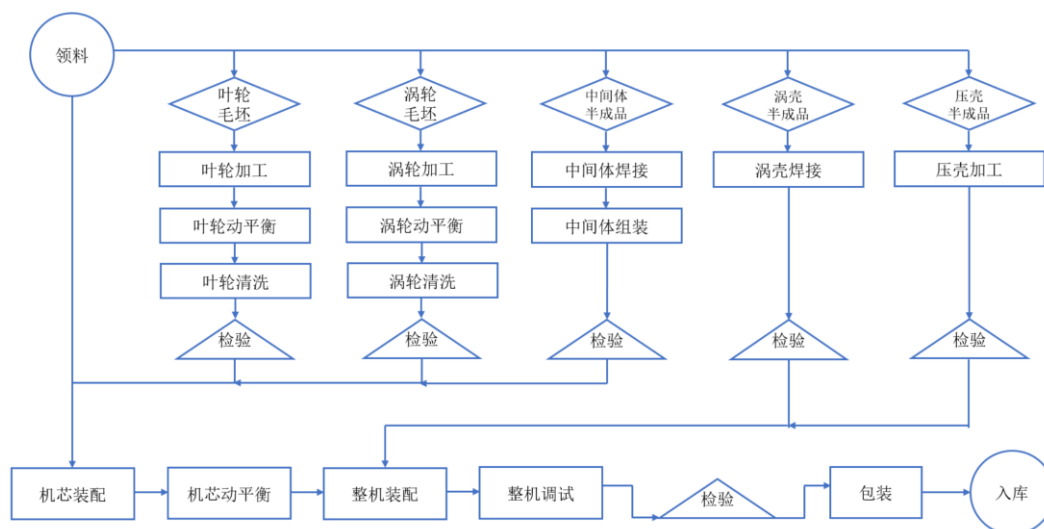 领料
叶轮
毛坯
涡轮
毛坯
中间体
半成品
涡壳
半成品
压壳
半成品
叶轮加工
涡轮加工
中间体焊接
涡壳焊接
压壳加工
叶轮动平衡
涡轮动平衡
中间体组装
叶轮清洗
涡轮清洗
检验
检验
检验
检验
检验
机芯装配
机芯动平衡
整机装配
整机调试
检验
包装
入库